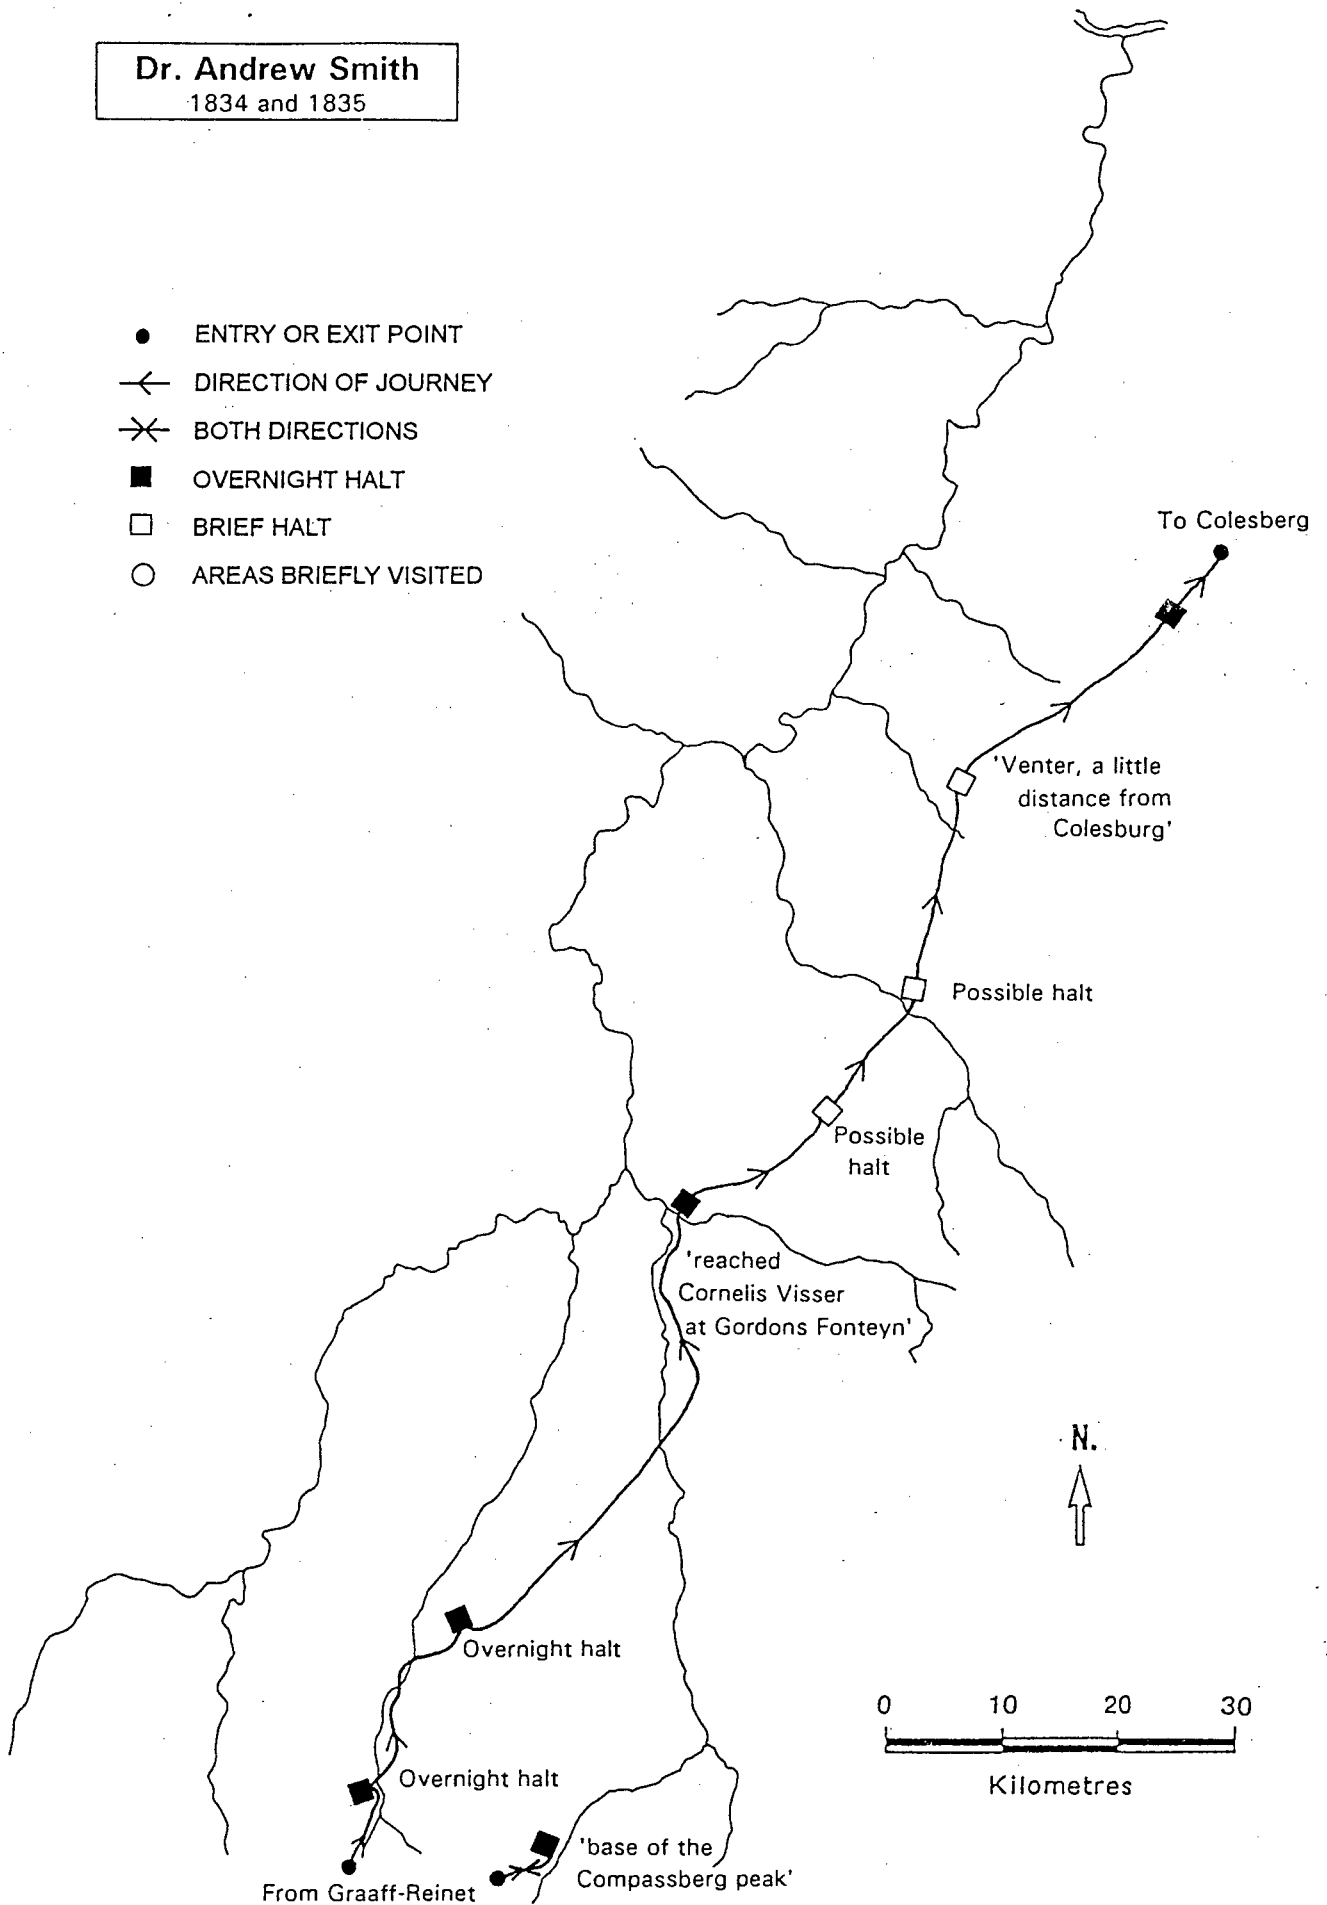 Dr. Andrew Smith
1834 and 1835
ENTRY OR EXIT POINT
DIRECTION OF JOURNEY
BOTH DIRECTIONS
OVERNIGHT HALT
BRIEF HALT
AREAS BRIEFLY VISITED
To Colesberg
'Venter, a little
distance from
Colesburg'
Possible halt
Possible
halt
'reached
Cornelis Visser
at Gordons Fonteyn'
N.
Overnight halt
0 10 20 30
Kilometres
Overnight halt
'base of the
Compassberg peak'
From Graaff-Reinet